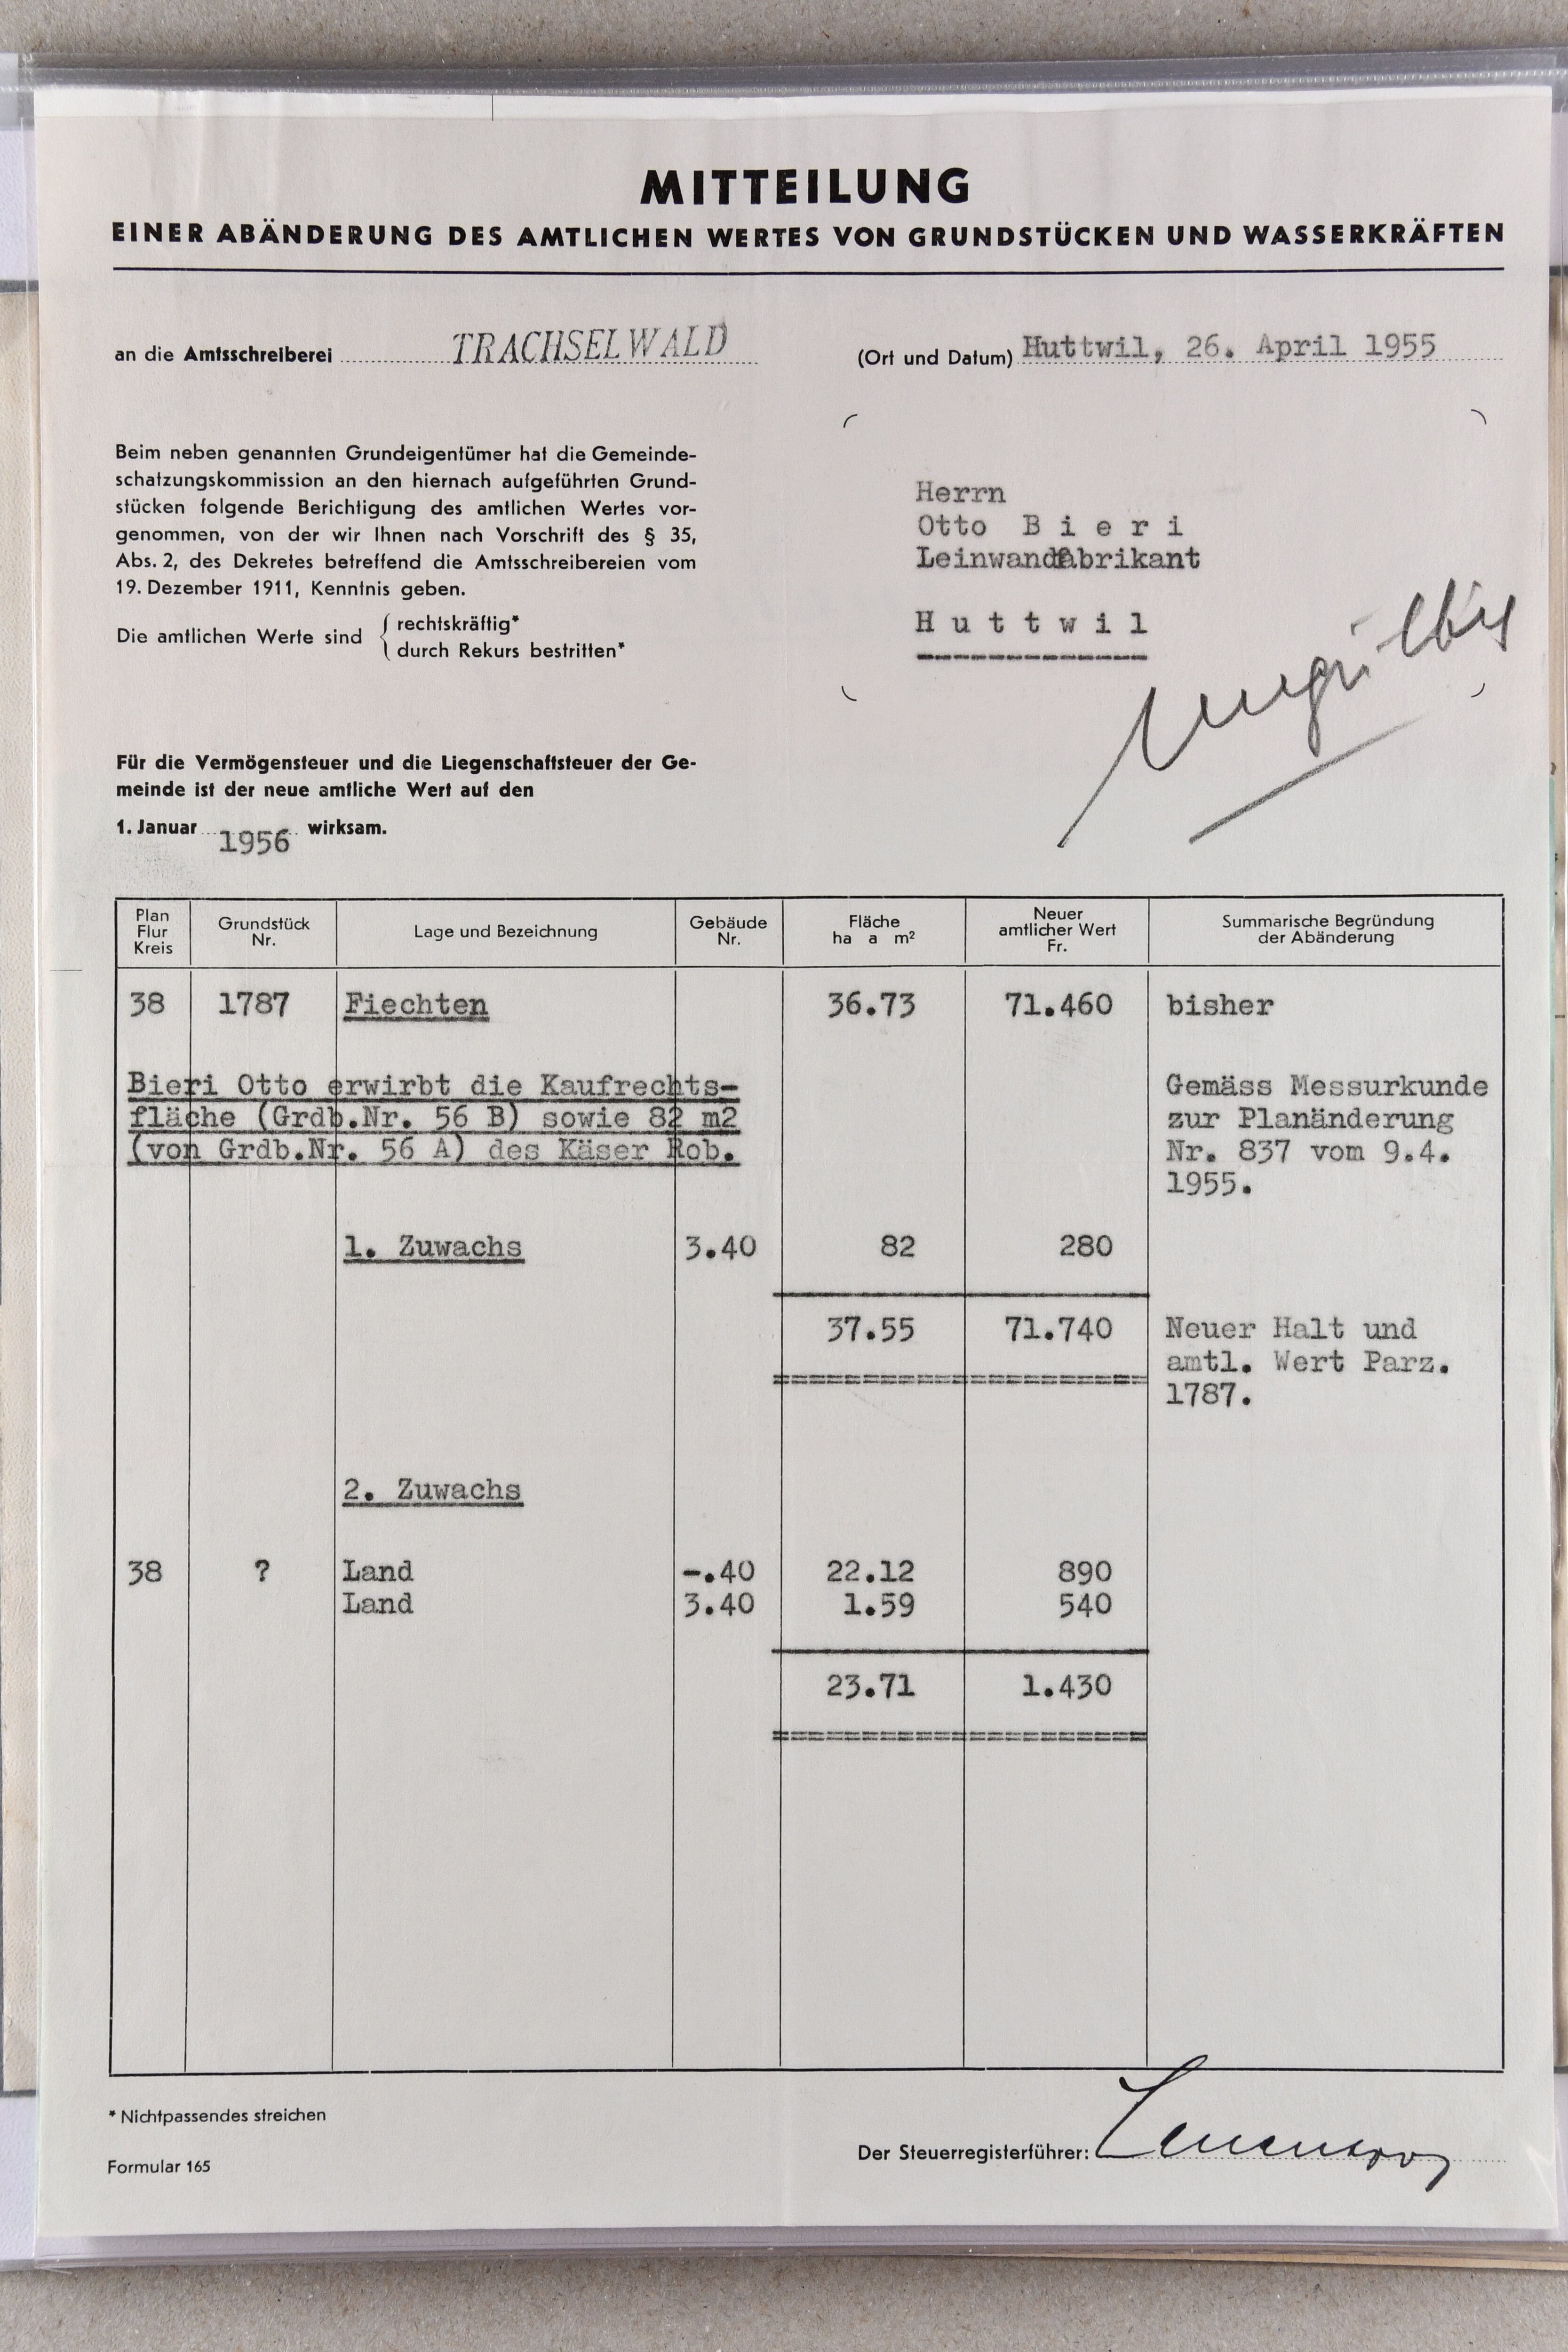 MITTEILUNG
EINER ABÄNDERUNG DES AMTLICHEN WERTES VON GRUNDSTÜCKEN UND WASSERKRÄFTEN
an die Amtsschreiberei TRACHSELWALD
(Ort und Datum) Huttwil, 26. April 1955
Beim neben genannten Grundeigentümer hat die Gemeinde-
schatzungskommission an den hiernach aufgeführten Grund-
stücken folgende Berichtigung des amtlichen Wertes vor-
genommen, von der wir Ihnen nach Vorschrift des § 35,
Abs. 2, des Dekretes betreffend die Amtsschreibereien vom
19. Dezember 1911, Kenntnis geben.
Die amtlichen Werte sind { rechtskräftig*
durch Rekurs bestritten*
Herrn
Otto B i e r i
Leinwandfabrikant
H u t t w i l
ungültig
Für die Vermögensteuer und die Liegenschaftsteuer der Ge-
meinde ist der neue amtliche Wert auf den
1. Januar 1956 wirksam.
Plan
Flur
Kreis
Grundstück
Nr.
Lage und Bezeichnung
Gebäude
Nr.
Fläche
ha a m²
Neuer
amtlicher Wert
Fr.
Summarische Begründung
der Abänderung
38 1787 Fiechten 36.73 71.460 bisher
Bieri Otto erwirbt die Kaufrechts-
fläche (Grdb.Nr. 56 B) sowie 82 m2
(von Grdb.Nr. 56 A) des Käser Rob.
Gemäss Messurkunde
zur Planänderung
Nr. 837 vom 9.4.
1955.
1. Zuwachs 3.40 82 280
37.55 71.740 Neuer Halt und
amtl. Wert Parz.
1787.
2. Zuwachs
38 ? Land -.40 22.12 890
Land 3.40 1.59 540
23.71 1.430
* Nichtpassendes streichen
Formular 165
Der Steuerregisterführer: